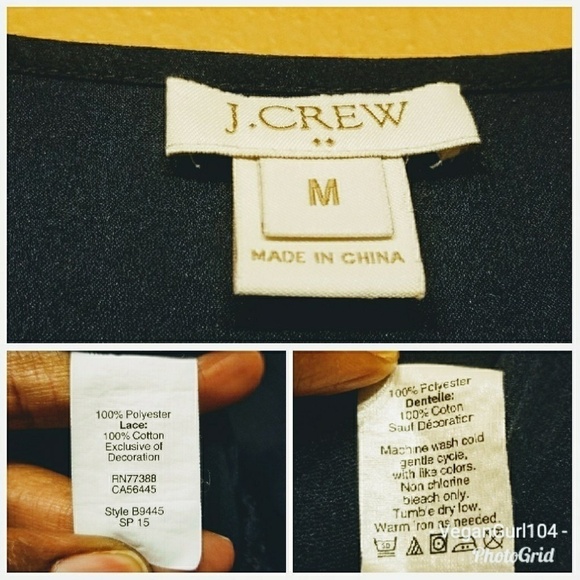 J.CREW
M
MADE IN CHINA
100% Polyester
Lace:
100% Cotton
Exclusive of
Decoration
RN77388
CA56445
Style B9445
SP 15
100% Polyester
Dentelle:
100% Coton
Sauf Décoration
Machine wash cold
gentle cycle,
with like colors.
Non chlorine
bleach only.
Tumble dry low.
Warm iron as needed.
VeganGurl104 -
PhotoGrid